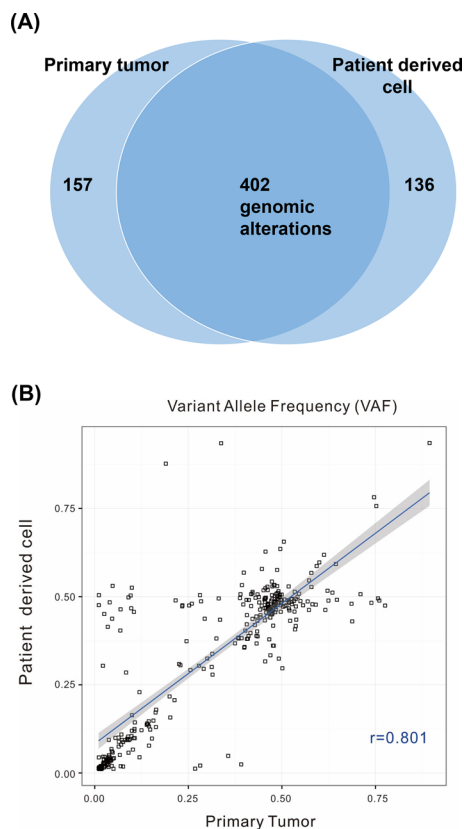 (A)
Primary tumor
Patient derived
cell
157
402
genomic
alterations
136
(B)
Variant Allele Frequency (VAF)
Patient derived cell
0.75
0.50
0.25
0.00
r=0.801
0.00 0.25 0.50 0.75
Primary Tumor